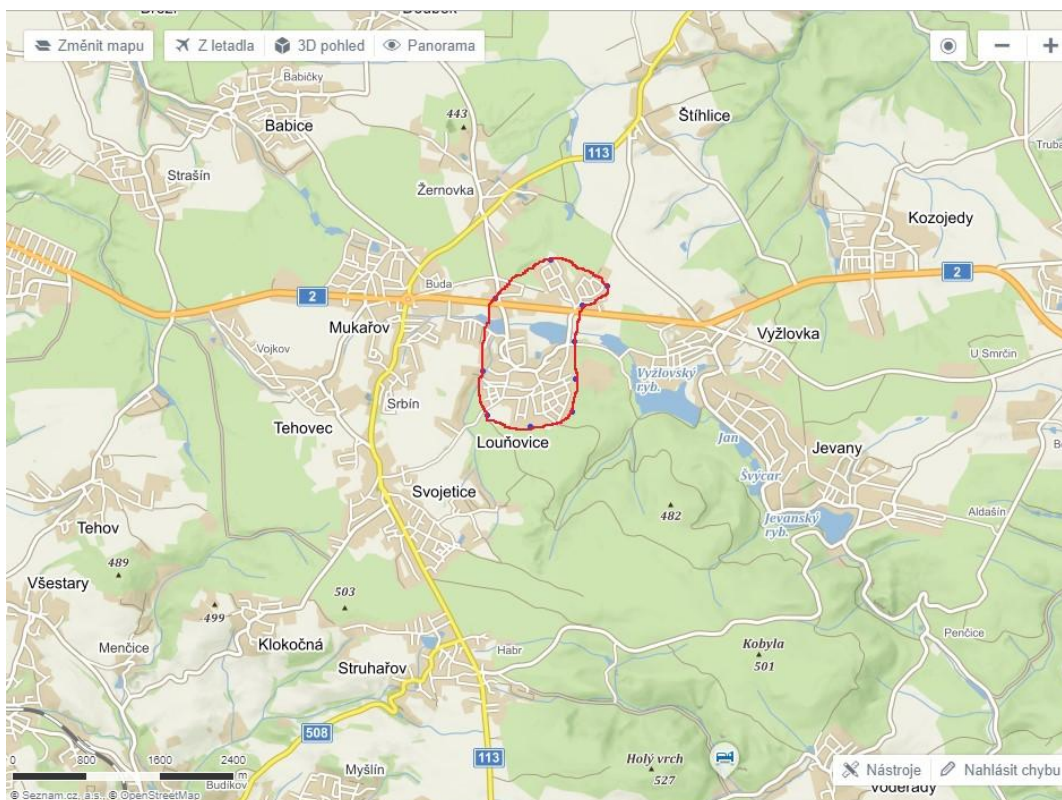 Doubek
Změnit mapu
Z letadla
3D pohled
Panorama
Babičky
Babice
443
Štíhlice
113
Truba
Strašín
Žernovka
Kozojedy
2
Buda
2
Mukařov
Vyžlovka
Vojkov
U Smrčin
Vyžlovský
ryb.
Srbín
Tehovec
Louňovice
Jan
Jevany
Švýcar
Svojetice
482
Jevanský
ryb.
Aldašín
Tehov
489
Všestary
503
499
Menčice
Klokočná
Struhařov
Habr
Kobyla
501
Penčice
508
113
Holý vrch
527
0 800 1600 2400
m
Myšlín
Budíkov
Nástroje
Nahlásit chybu
Voděrady
© Seznam.cz, a.s., © OpenStreetMap